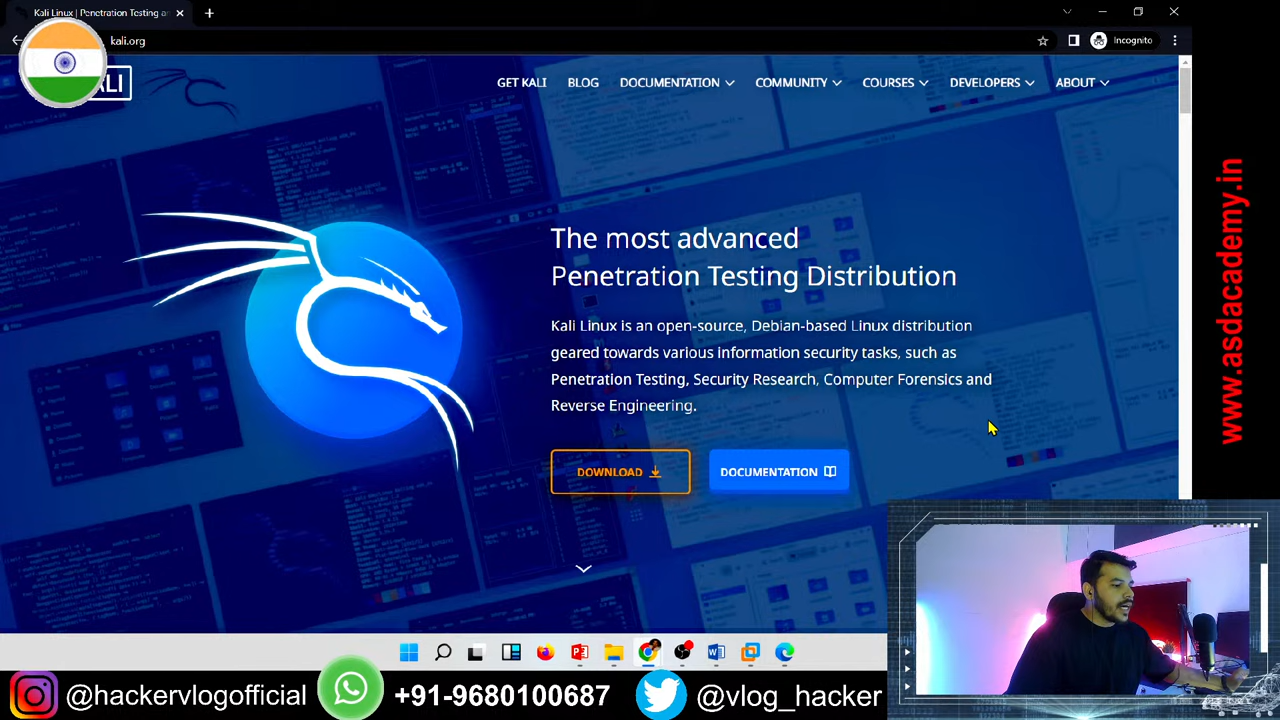 Kali Linux | Penetration Testing an
kali.org
Incognito
ALI
GET KALI
BLOG
DOCUMENTATION
COMMUNITY
COURSES
DEVELOPERS
ABOUT
The most advanced
Penetration Testing Distribution
Kali Linux is an open-source, Debian-based Linux distribution
geared towards various information security tasks, such as
Penetration Testing, Security Research, Computer Forensics and
Reverse Engineering.
DOWNLOAD
DOCUMENTATION
www.asdacademy.in
@hackervlogofficial
+91-9680100687
@vlog_hacker